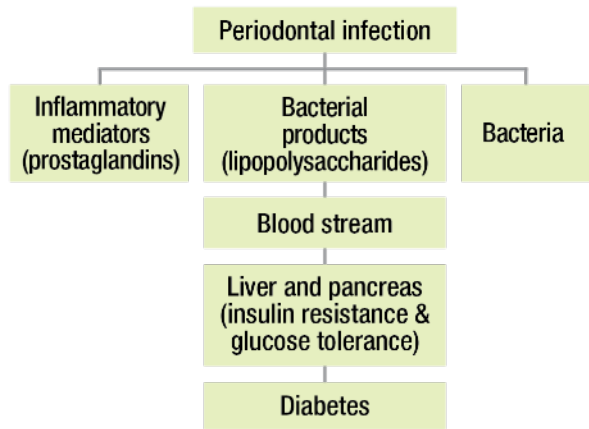 Periodontal infection
Inflammatory
mediators
(prostaglandins)
Bacterial
products
(lipopolysaccharides)
Bacteria
Blood stream
Liver and pancreas
(insulin resistance &
glucose tolerance)
Diabetes